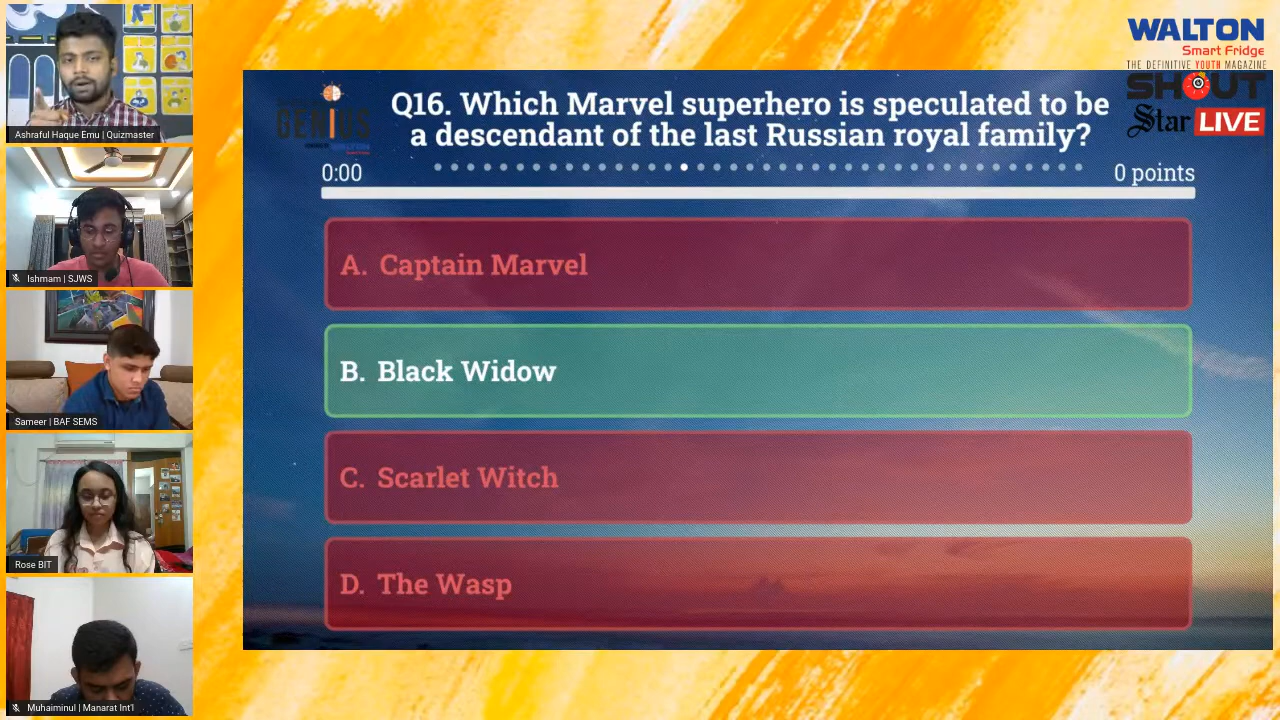 Ashraful Haque Emu | Quizmaster
Ishmam | SJWS
Sameer | BAF SEMS
Rose BIT
Muhaiminul | Manarat Int'l
GENIUS
Q16. Which Marvel superhero is speculated to be
a descendant of the last Russian royal family?
0:00
0 points
A. Captain Marvel
B. Black Widow
C. Scarlet Witch
D. The Wasp
WALTON
Smart Fridge
THE DEFINITIVE YOUTH MAGAZINE
SHOUT
Star LIVE